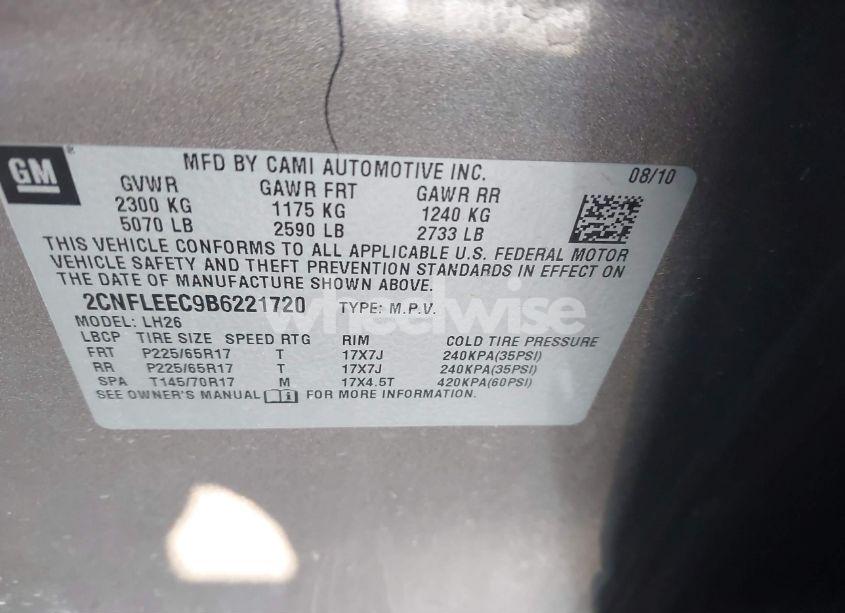 GM
MFD BY CAMI AUTOMOTIVE INC. 08/10
GVWR GAWR FRT GAWR RR
2300 KG 1175 KG 1240 KG
5070 LB 2590 LB 2733 LB
THIS VEHICLE CONFORMS TO ALL APPLICABLE U.S. FEDERAL MOTOR
VEHICLE SAFETY AND THEFT PREVENTION STANDARDS IN EFFECT ON
THE DATE OF MANUFACTURE SHOWN ABOVE.
2CNFLEEC9B6221720 TYPE: M.P.V.
wheelwise
MODEL: LH26
LBCP TIRE SIZE SPEED RTG RIM COLD TIRE PRESSURE
FRT P225/65R17 T 17X7J 240KPA(35PSI)
RR P225/65R17 T 17X7J 240KPA(35PSI)
SPA T145/70R17 M 17X4.5T 420KPA(60PSI)
SEE OWNER'S MANUAL FOR MORE INFORMATION.